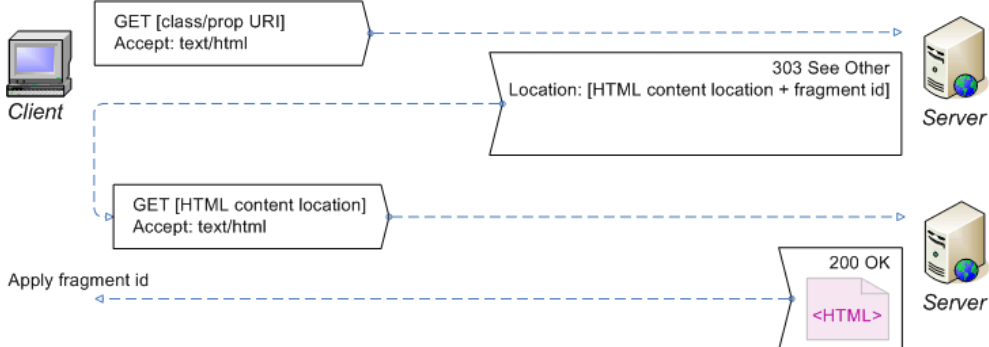 GET [class/prop URI]
Accept: text/html
Client
303 See Other
Location: [HTML content location + fragment id]
Server
GET [HTML content location]
Accept: text/html
Apply fragment id
200 OK
<HTML>
Server